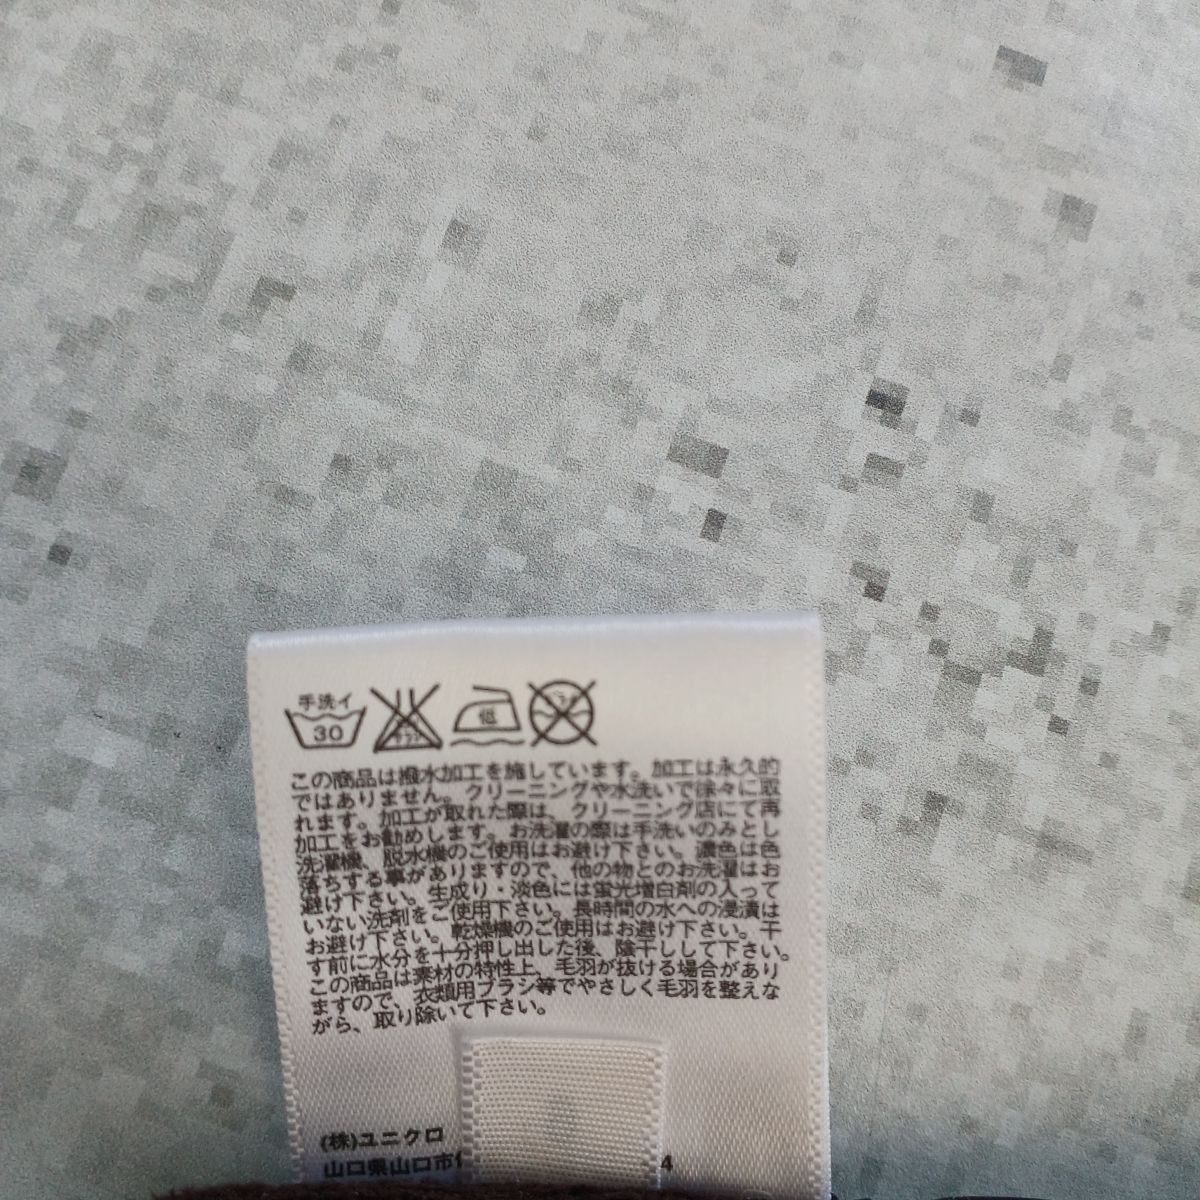 手洗イ
30
低
この商品は撥水加工を施しています。加工は永久的
ではありません。クリーニングや水洗いで徐々に取
れます。加工が取れた際は、クリーニング店にて再
加工をお勧めします。お洗濯の際は手洗いのみとし
洗濯機、脱水機のご使用はお避け下さい。濃色は色
落ちする事がありますので、他の物とのお洗濯はお
避け下さい。生成り・淡色には蛍光増白剤の入って
いない洗剤をご使用下さい。長時間の水への浸漬は
お避け下さい。乾燥機のご使用はお避け下さい。干
す前に水分を十分押し出した後、陰干しして下さい。
この商品は素材の特性上、毛羽が抜ける場合があり
ますので、衣類用ブラシ等でやさしく毛羽を整えな
がら、取り除いて下さい。
(株)ユニクロ
山口県山口市 4